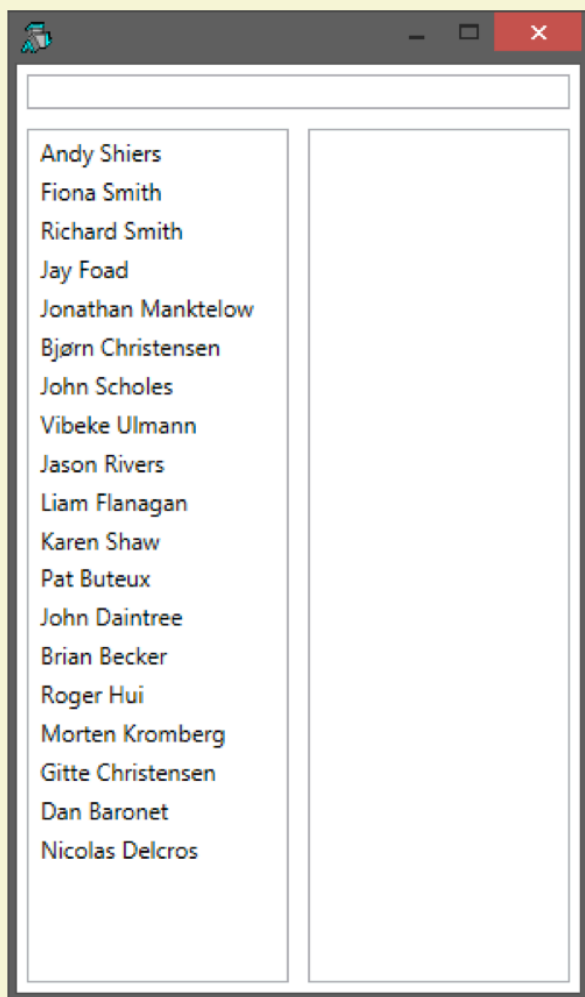 Andy Shiers
Fiona Smith
Richard Smith
Jay Foad
Jonathan Manktelow
Bjørn Christensen
John Scholes
Vibeke Ulmann
Jason Rivers
Liam Flanagan
Karen Shaw
Pat Buteux
John Daintree
Brian Becker
Roger Hui
Morten Kromberg
Gitte Christensen
Dan Baronet
Nicolas Delcros